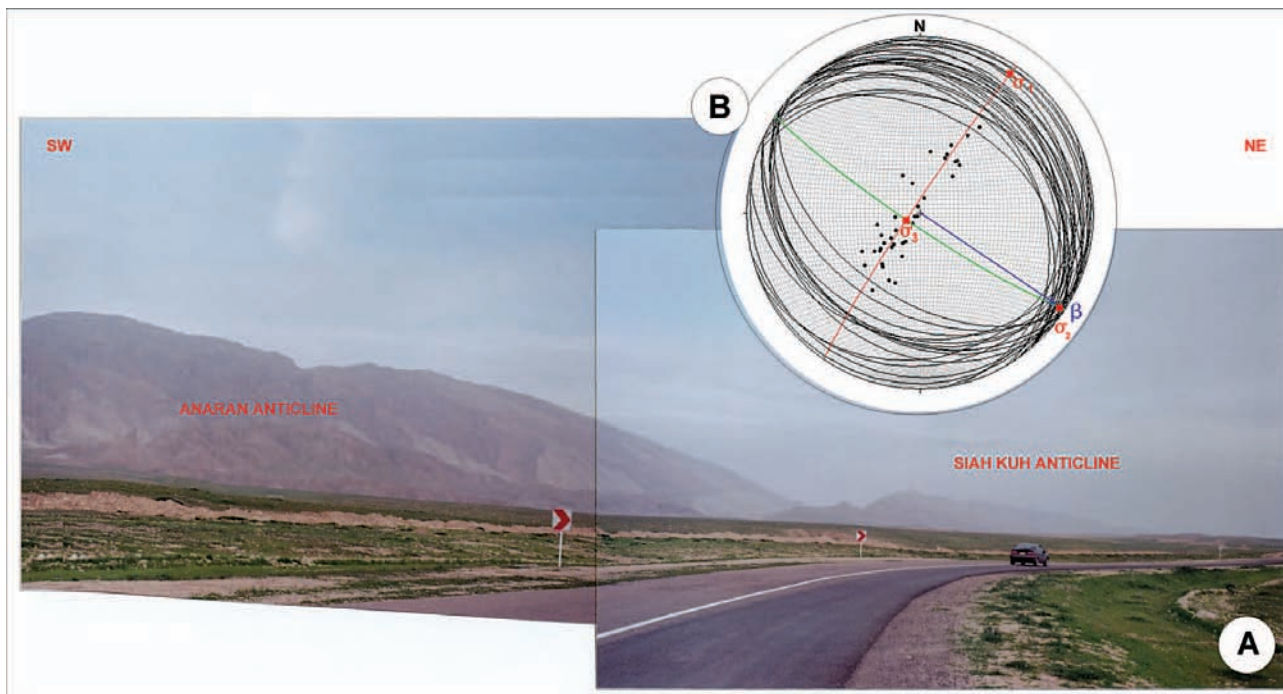 N
B
σ₁
SW
NE
σ₃
β
σ₂
ANARAN ANTICLINE
SIAH KUH ANTICLINE
A